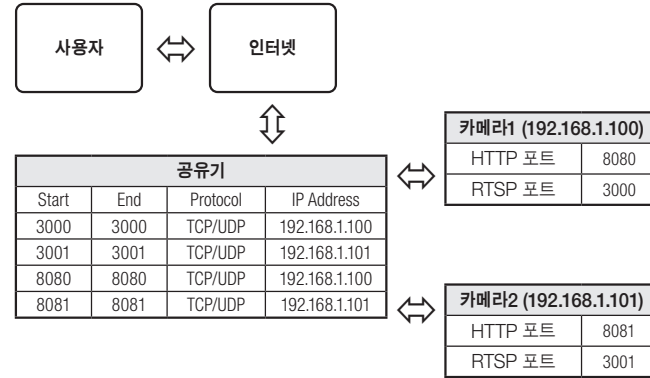 사용자
인터넷
공유기
Start End Protocol IP Address
3000 3000 TCP/UDP 192.168.1.100
3001 3001 TCP/UDP 192.168.1.101
8080 8080 TCP/UDP 192.168.1.100
8081 8081 TCP/UDP 192.168.1.101
카메라1 (192.168.1.100)
HTTP 포트 8080
RTSP 포트 3000
카메라2 (192.168.1.101)
HTTP 포트 8081
RTSP 포트 3001